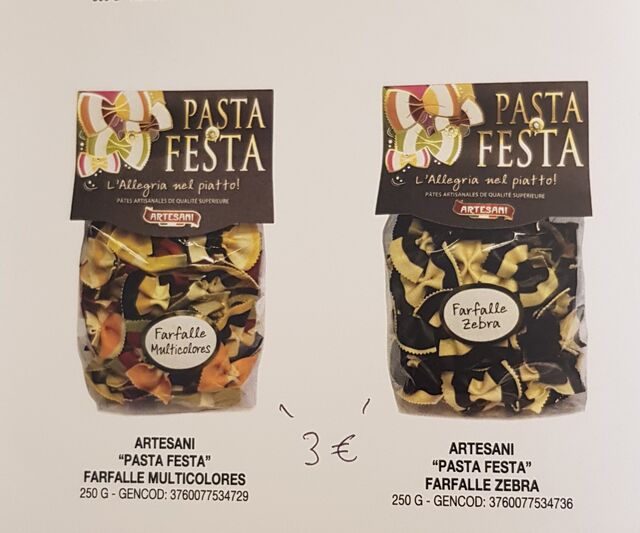 PASTA
FESTA
L'Allegria nel piatto!
PÂTES ARTISANALES DE QUALITÉ SUPÉRIEURE
ARTESANI
Farfalle
Multicolores
ARTESANI
"PASTA FESTA"
FARFALLE MULTICOLORES
250 G - GENCOD: 3760077534729
3 €
PASTA
FESTA
L'Allegria nel piatto!
PÂTES ARTISANALES DE QUALITÉ SUPÉRIEURE
ARTESANI
Farfalle
Zebra
ARTESANI
"PASTA FESTA"
FARFALLE ZEBRA
250 G - GENCOD: 3760077534736